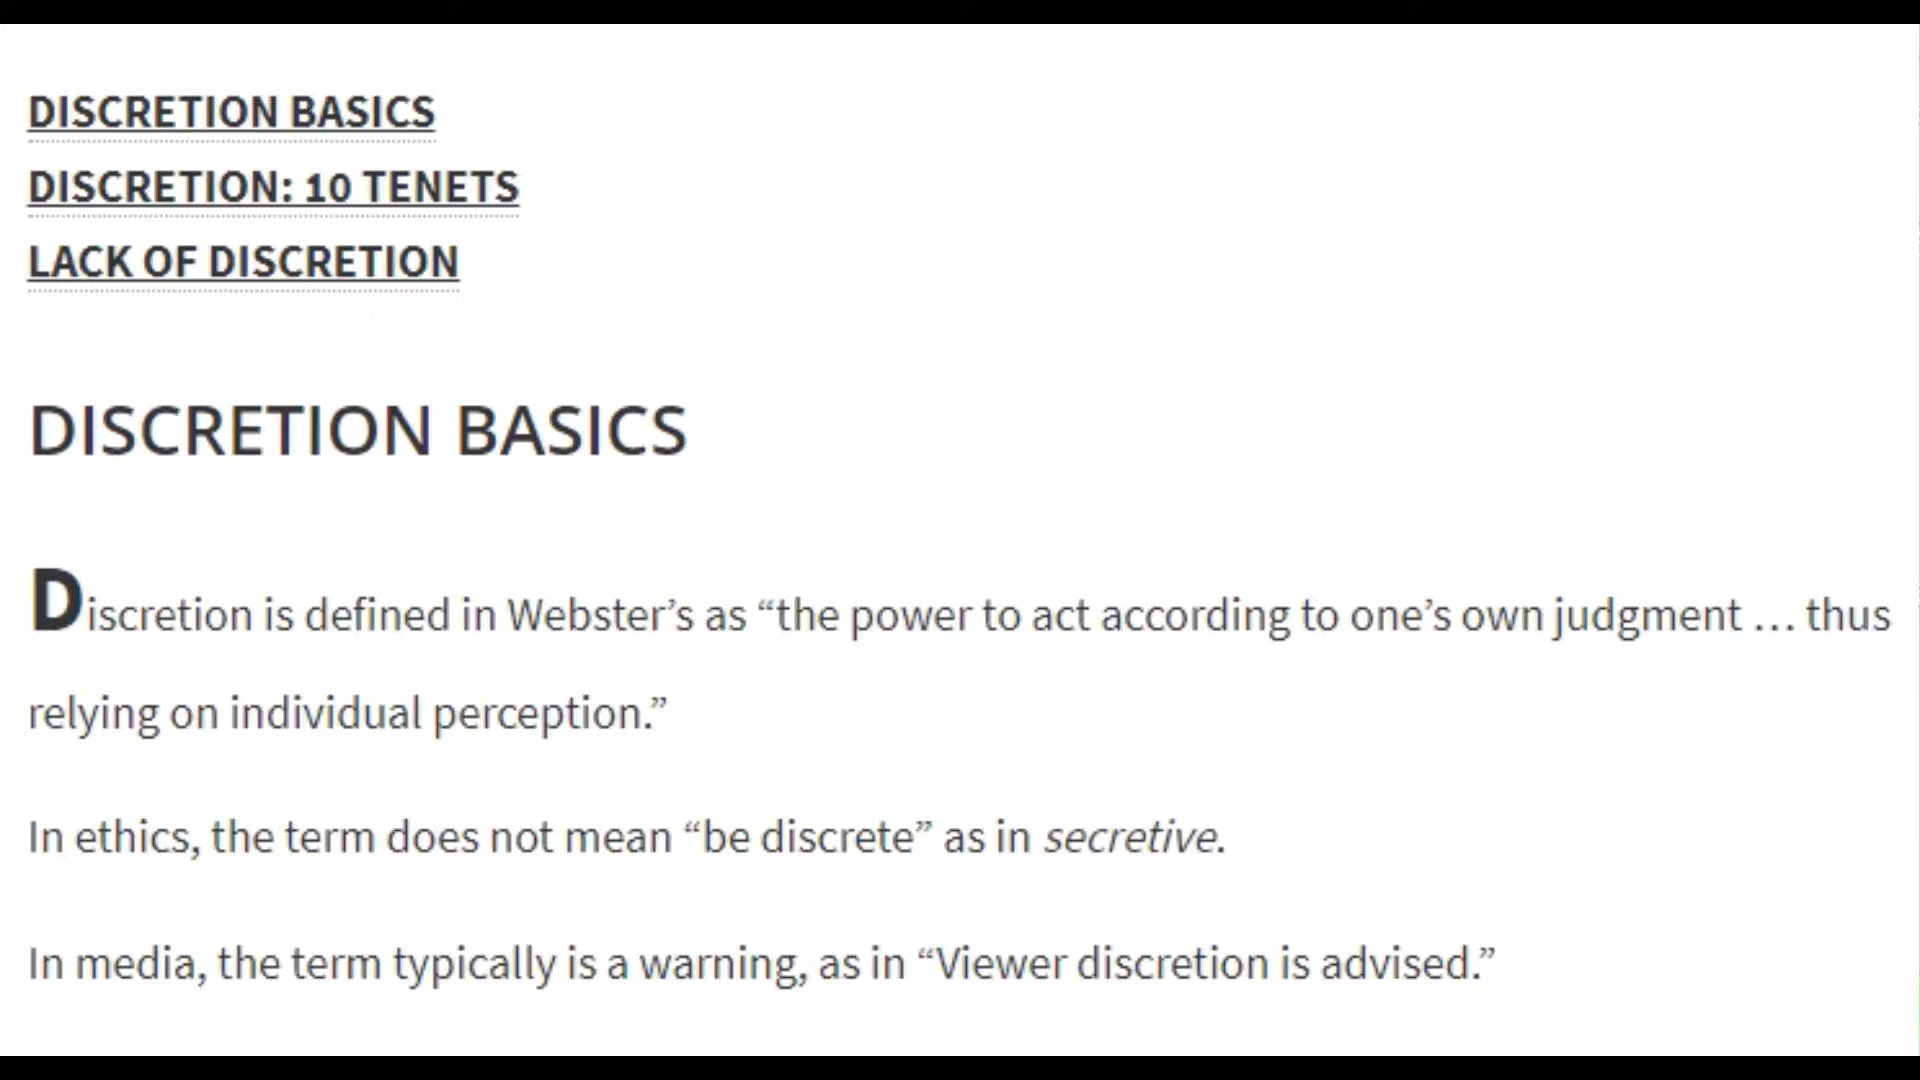 DISCRETION BASICS
DISCRETION: 10 TENETS
LACK OF DISCRETION
DISCRETION BASICS
Discretion is defined in Webster’s as “the power to act according to one’s own judgment … thus
relying on individual perception.”
In ethics, the term does not mean “be discrete” as in secretive.
In media, the term typically is a warning, as in “Viewer discretion is advised.”